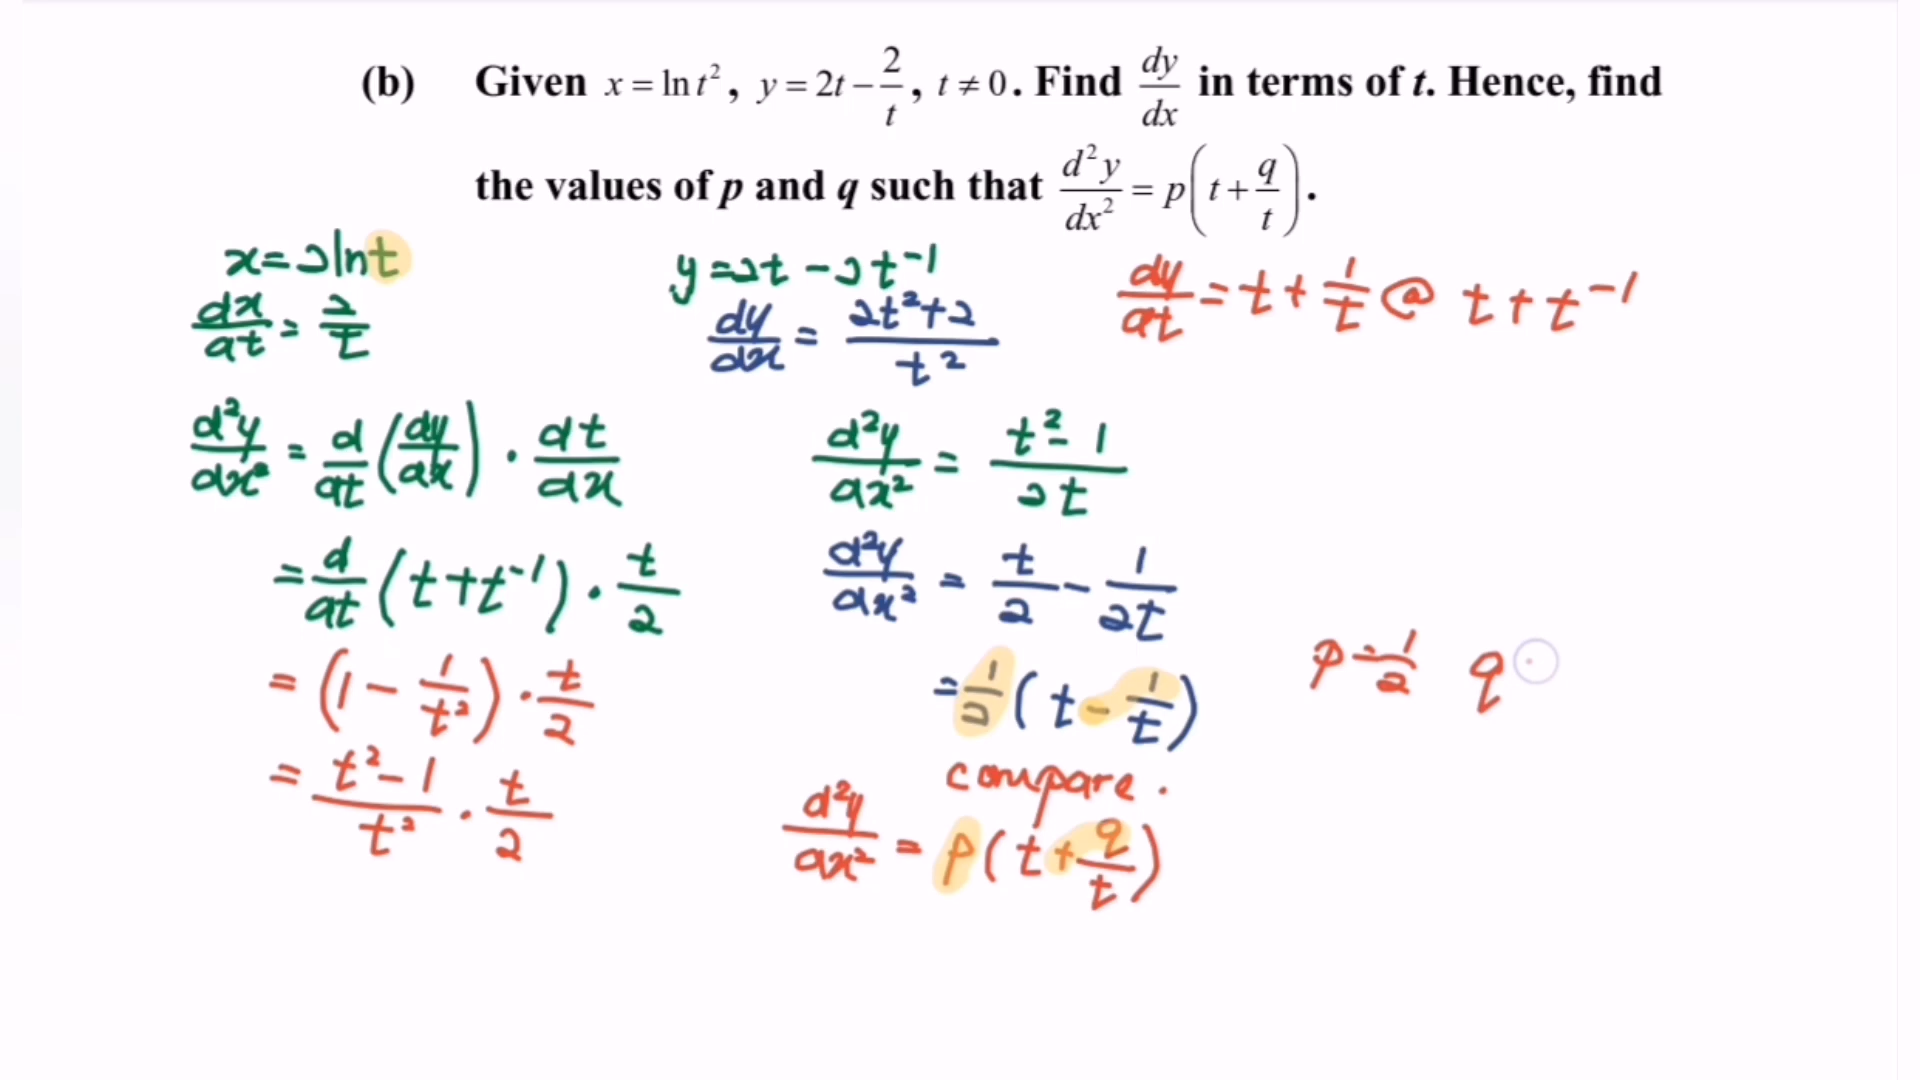 (b) Given x = ln t², y = 2t − 2/t, t ≠ 0. Find dy/dx in terms of t. Hence, find
the values of p and q such that d²y/dx² = p(t + q/t).
x = 2lnt
dx/dt = 2/t
y = 2t − 2t⁻¹
dy/dx = (2t² + 2)/t²
dy/dt = t + 1/t @ t + t⁻¹
d²y/dx² = d/dt (dy/dx) · dt/dx
= d/dt (t + t⁻¹) · t/2
= (1 − 1/t²) · t/2
= (t² − 1)/t² · t/2
d²y/dx² = (t² − 1)/2t
d²y/dx² = t/2 − 1/2t
= 1/2 (t − 1/t)
compare.
d²y/dx² = p(t + q/t)
p = 1/2 q